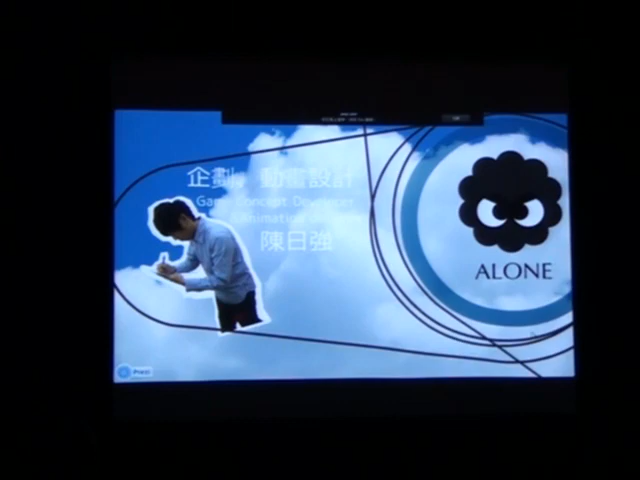 企劃、動畫設計
Game Concept Developer
Animation
陳日強
ALONE
Prezi